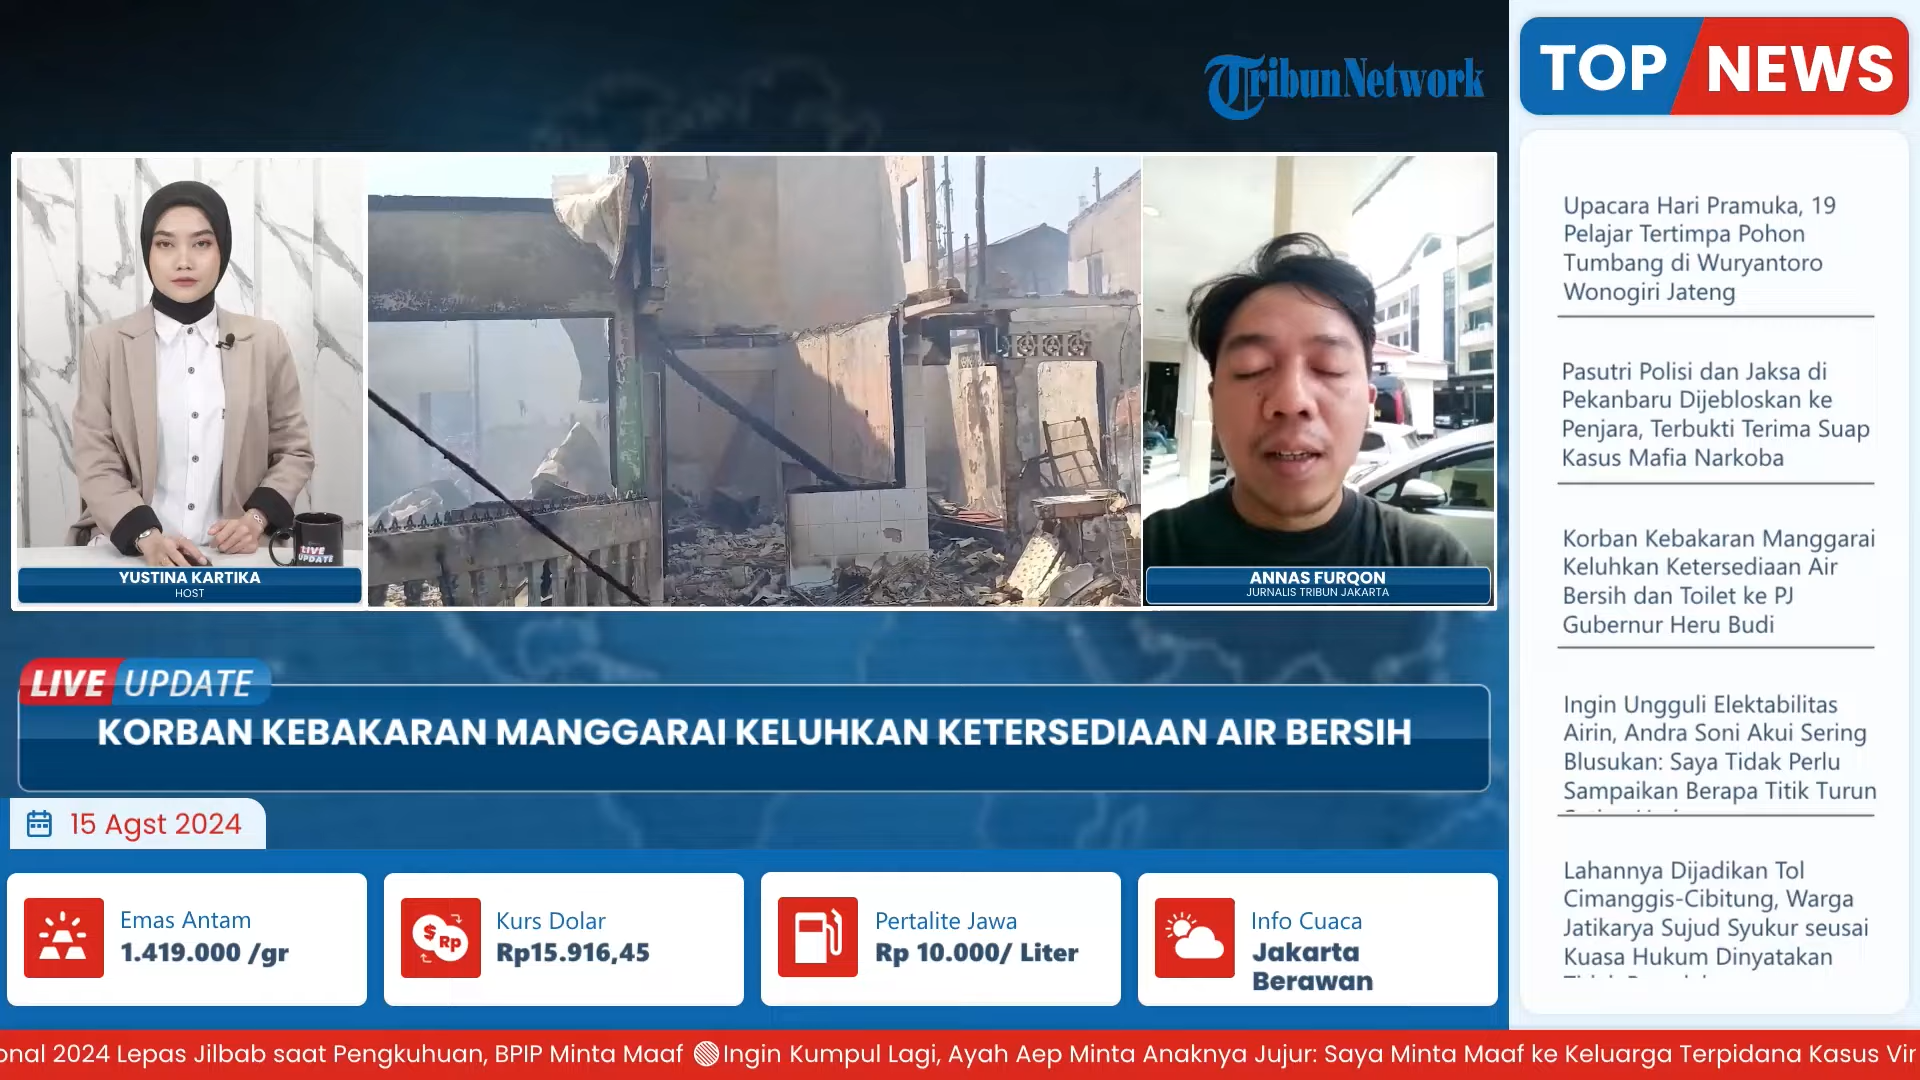 TribunNetwork
TOP NEWS
Upacara Hari Pramuka, 19
Pelajar Tertimpa Pohon
Tumbang di Wuryantoro
Wonogiri Jateng
Pasutri Polisi dan Jaksa di
Pekanbaru Dijebloskan ke
Penjara, Terbukti Terima Suap
Kasus Mafia Narkoba
Korban Kebakaran Manggarai
Keluhkan Ketersediaan Air
Bersih dan Toilet ke PJ
Gubernur Heru Budi
Ingin Ungguli Elektabilitas
Airin, Andra Soni Akui Sering
Blusukan: Saya Tidak Perlu
Sampaikan Berapa Titik Turun
Lahannya Dijadikan Tol
Cimanggis-Cibitung, Warga
Jatikarya Sujud Syukur seusai
Kuasa Hukum Dinyatakan
LIVE
UPDATE
YUSTINA KARTIKA
HOST
ANNAS FURQON
JURNALIS TRIBUN JAKARTA
LIVE UPDATE
KORBAN KEBAKARAN MANGGARAI KELUHKAN KETERSEDIAAN AIR BERSIH
15 Agst 2024
Emas Antam
1.419.000 /gr
Kurs Dolar
Rp15.916,45
Pertalite Jawa
Rp 10.000/ Liter
Info Cuaca
Jakarta
Berawan
onal 2024 Lepas Jilbab saat Pengkuhuan, BPIP Minta Maaf Ingin Kumpul Lagi, Ayah Aep Minta Anaknya Jujur: Saya Minta Maaf ke Keluarga Terpidana Kasus Vir